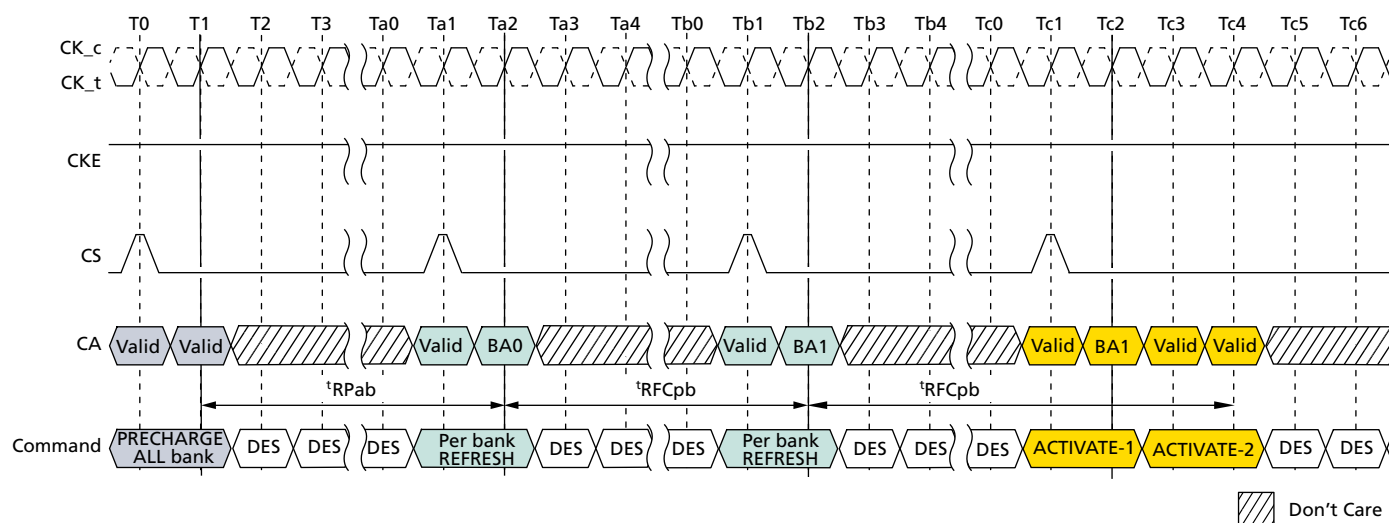 T0 T1 T2 T3 Ta0 Ta1 Ta2 Ta3 Ta4 Tb0 Tb1 Tb2 Tb3 Tb4 Tc0 Tc1 Tc2 Tc3 Tc4 Tc5 Tc6
CK_c
CK_t
CKE
CS
CA Valid Valid Valid BA0 Valid BA1 Valid BA1 Valid Valid
tRPab tRFCpb tRFCpb
Command PRECHARGE ALL bank DES DES DES Per bank REFRESH DES DES DES Per bank REFRESH DES DES DES ACTIVATE-1 ACTIVATE-2 DES DES
Don't Care